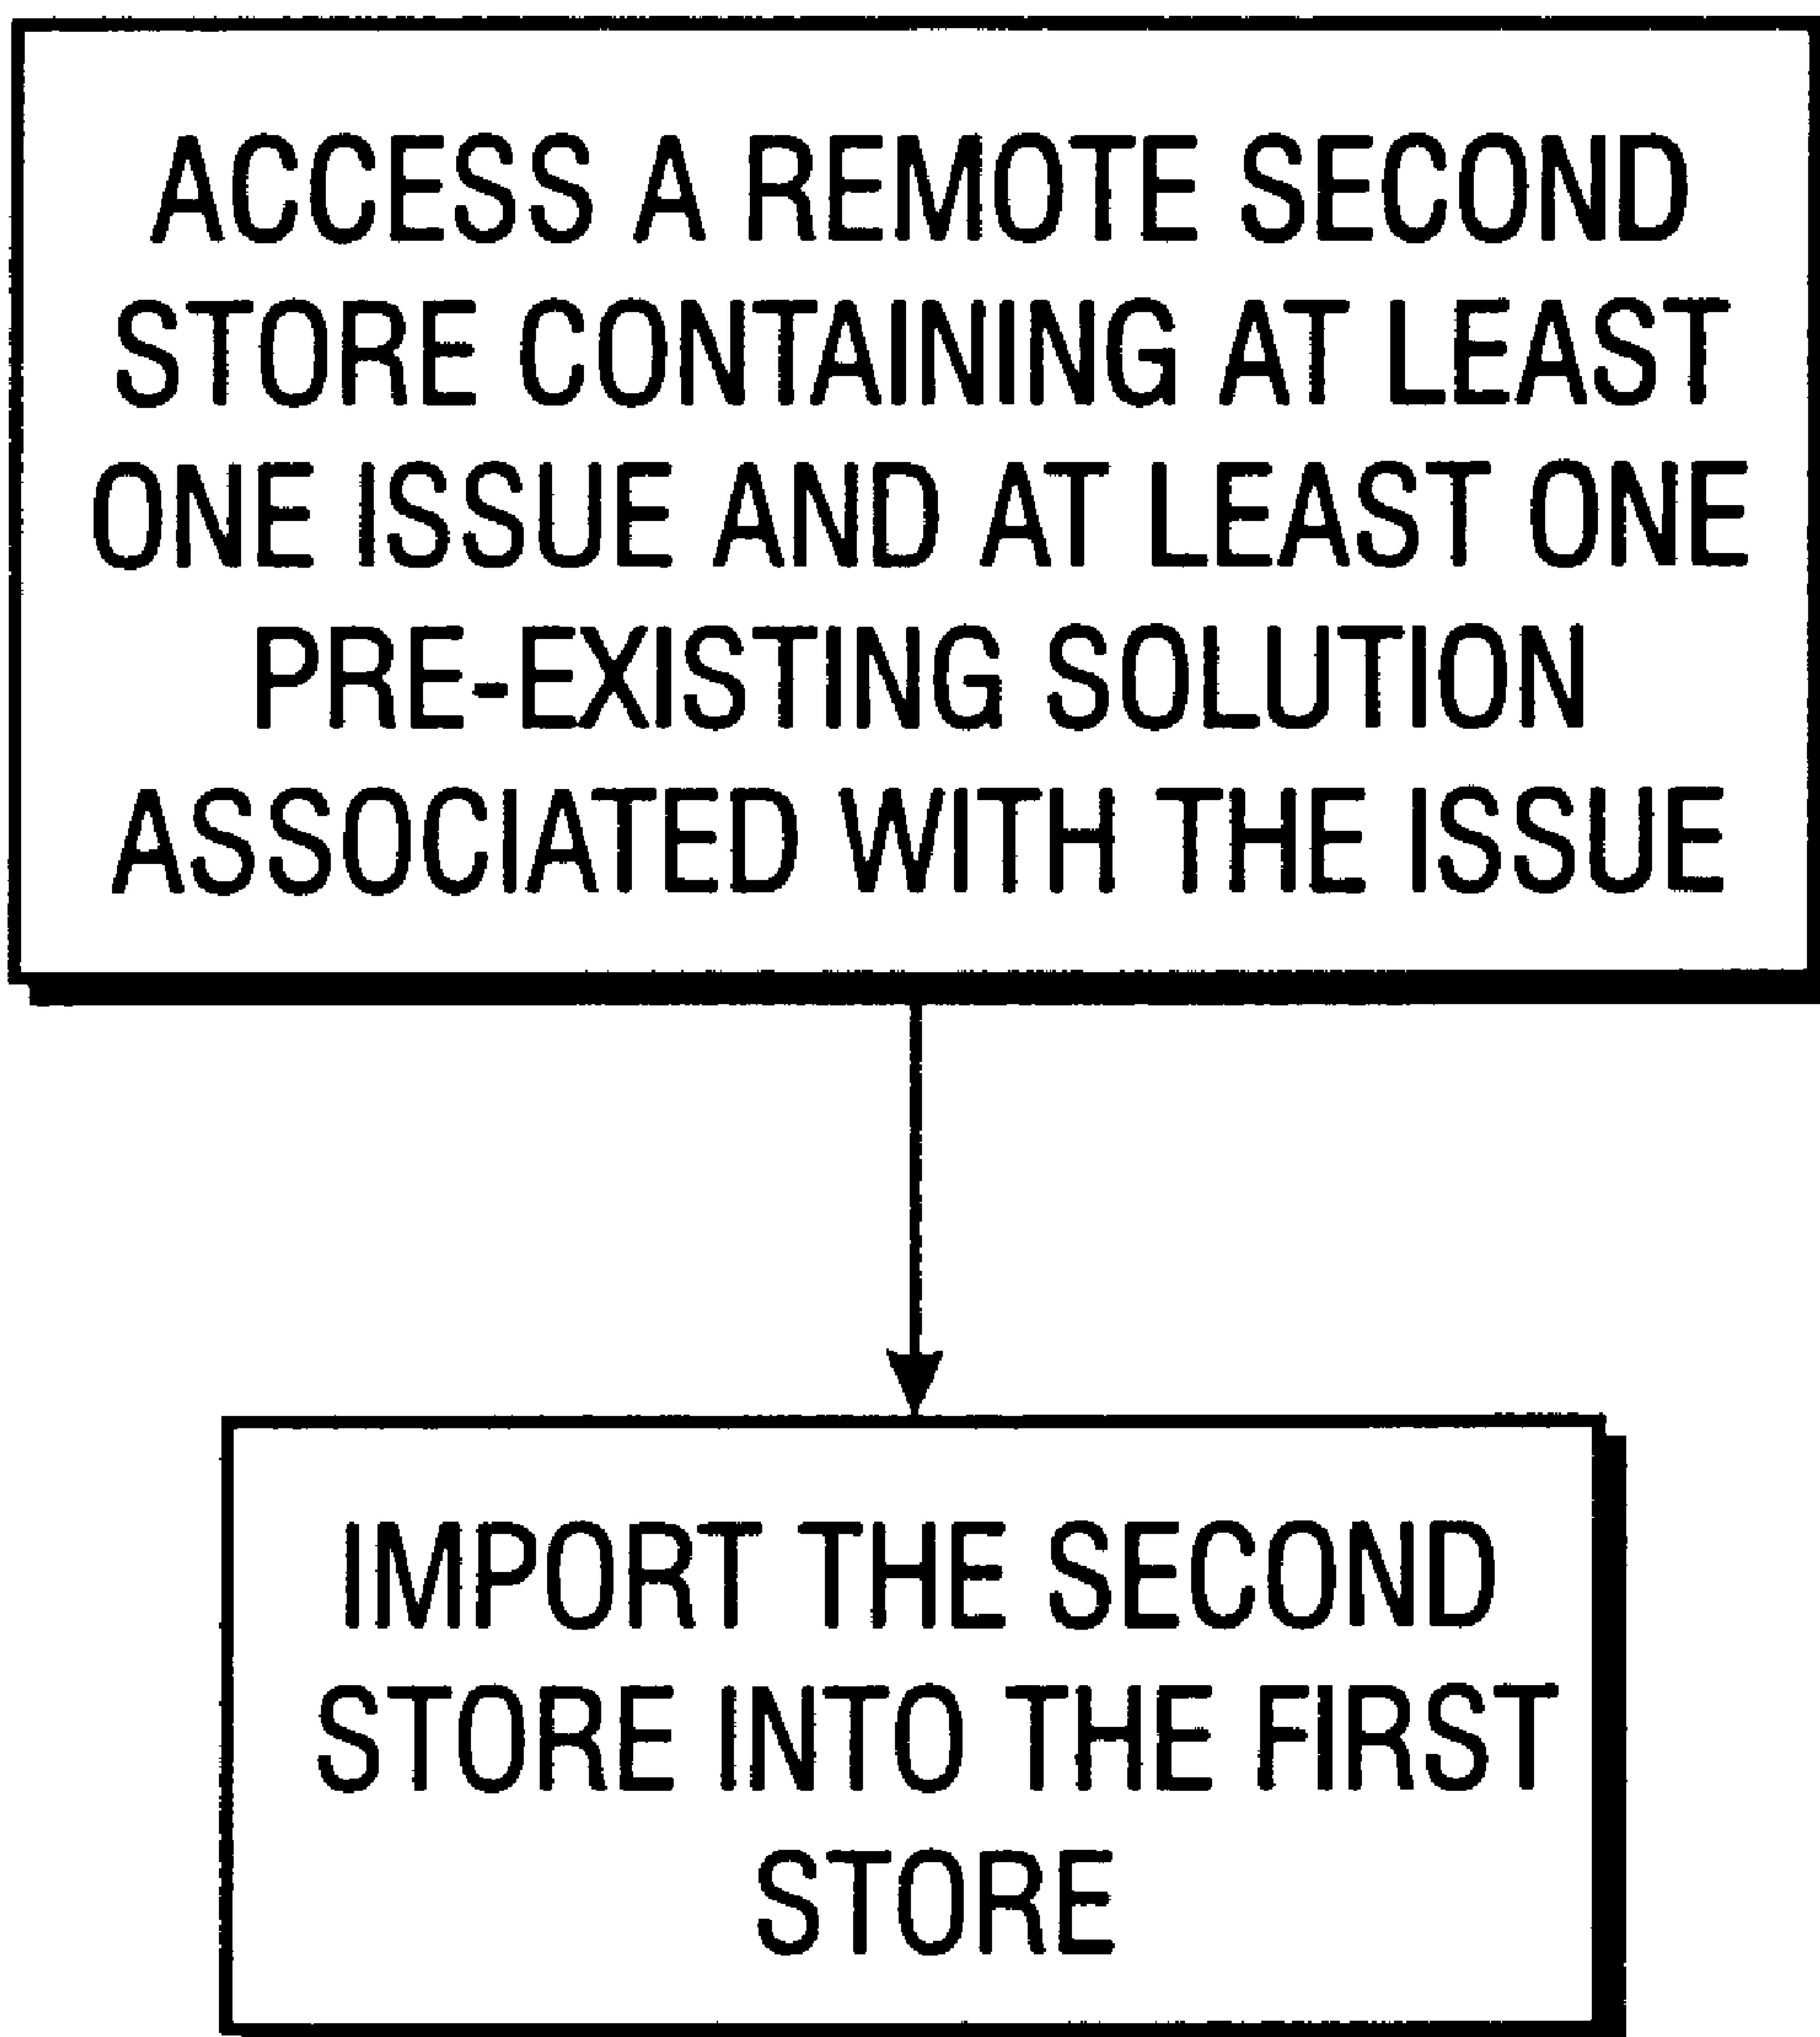 ACCESS A REMOTE SECOND
STORE CONTAINING AT LEAST
ONE ISSUE AND AT LEAST ONE
PRE-EXISTING SOLUTION
ASSOCIATED WITH THE ISSUE
IMPORT THE SECOND
STORE INTO THE FIRST
STORE